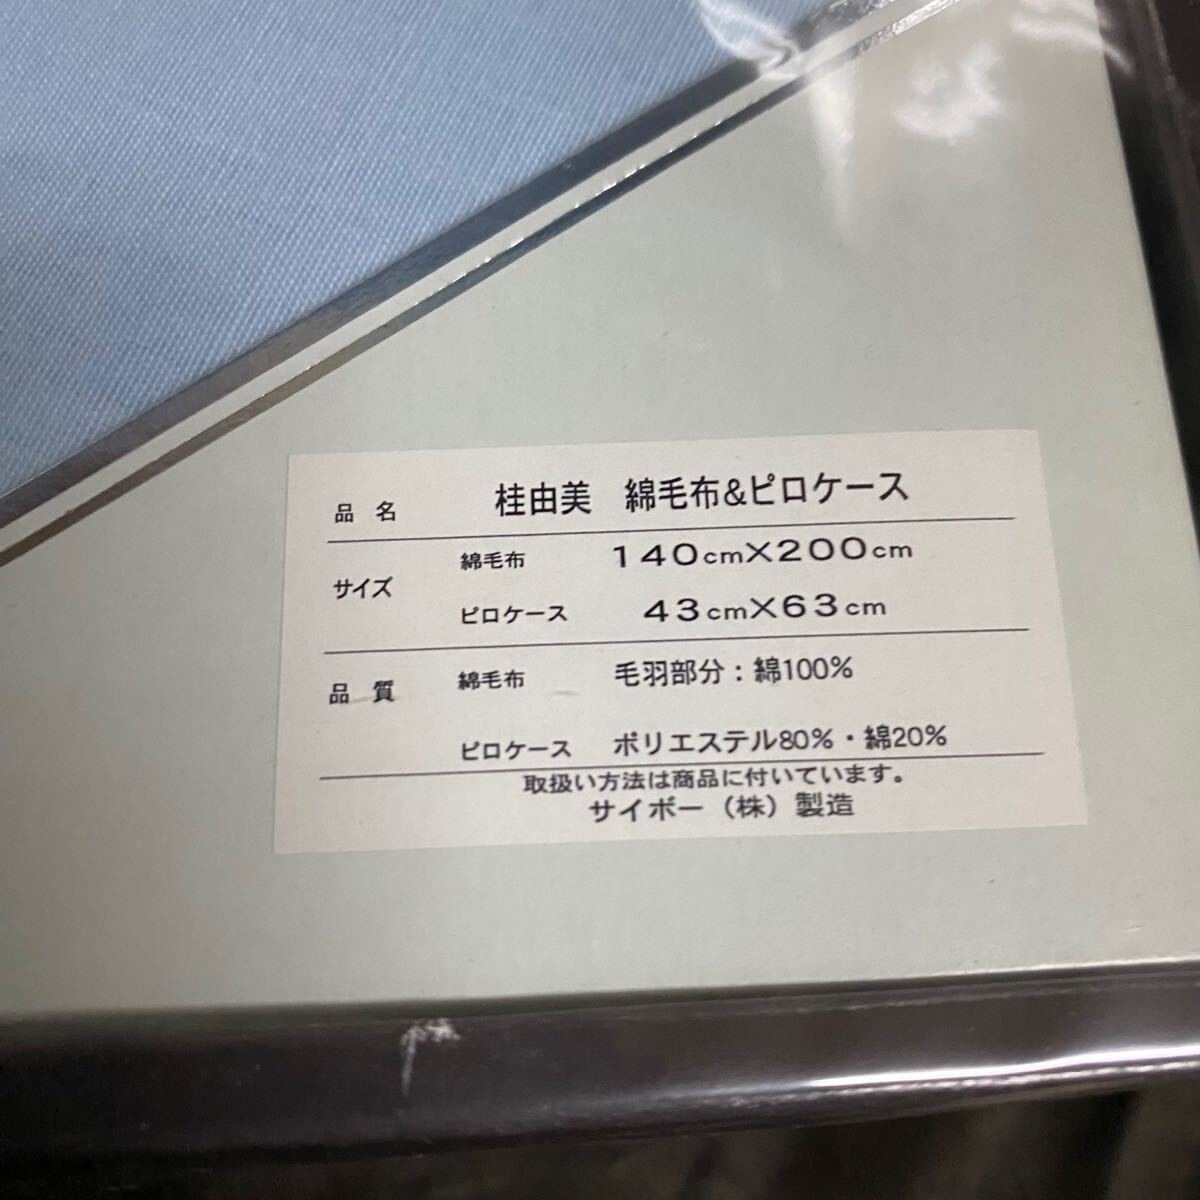 品名 桂由美 綿毛布&ピロケース
サイズ 綿毛布 140cm×200cm
ピロケース 43cm×63cm
品質 綿毛布 毛羽部分：綿100%
ピロケース ポリエステル80%・綿20%
取扱い方法は商品に付いています。
サイボー（株）製造